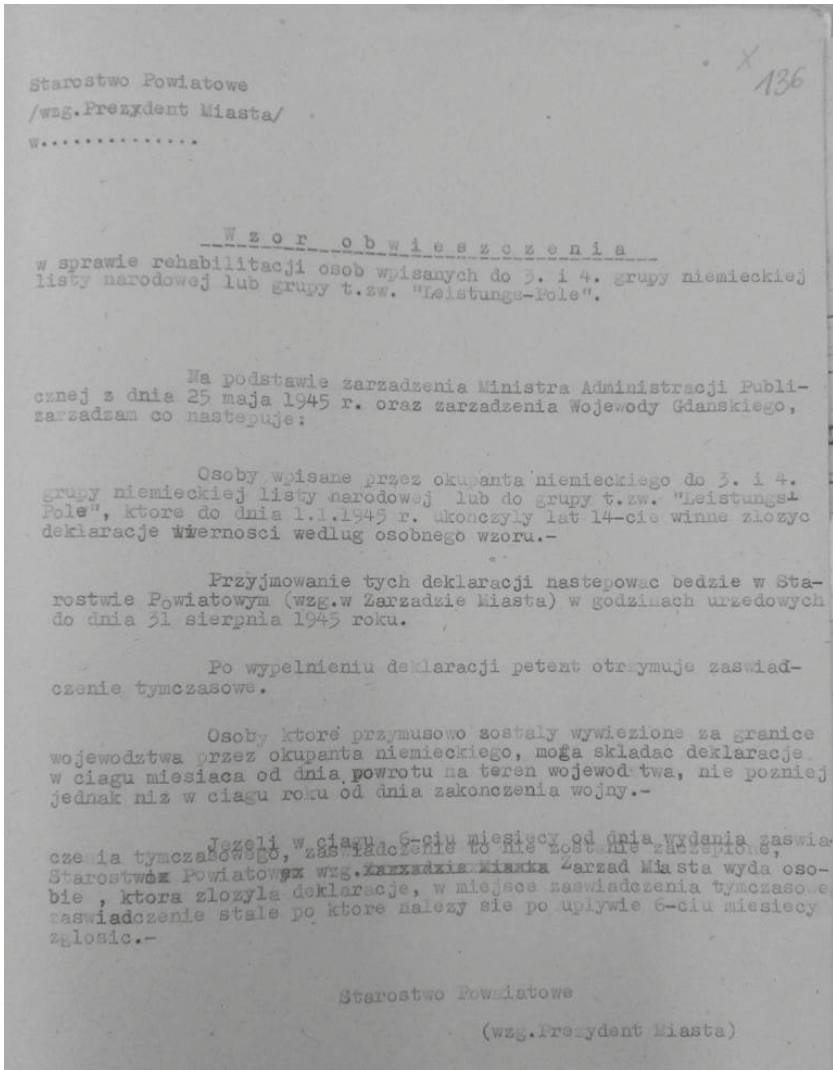 X
136
Starostwo Powiatowe
/wzg.Prezydent Miasta/
w..............
W z o r   o b w i e s z c z e n i a
w sprawie rehabilitacji osob wpisanych do 3. i 4. grupy niemieckiej
listy narodowej lub grupy t.zw. "Leistungs-Pole".
Na podstawie zarzadzenia Ministra Administracji Publi-
cznej z dnia 25 maja 1945 r. oraz zarzadzenia Wojewody Gdanskiego,
zarzadzam co nastepuje:
Osoby wpisane przez okupanta niemieckiego do 3. i 4.
grupy niemieckiej listy narodowej lub do grupy t.zw. "Leistungs-
Pole", ktore do dnia 1.1.1945 r. ukonczyly lat 14-cie winne zlozyc
deklaracje wiernosci wedlug osobnego wzoru.-
Przyjmowanie tych deklaracji nastepowac bedzie w Sta-
rostwie Powiatowym (wzg.w Zarzadzie Miasta) w godzinach urzedowych
do dnia 31 sierpnia 1945 roku.
Po wypelnieniu deklaracji petent otrzymuje zaswiad-
czenie tymczasowe.
Osoby ktore przymusowo zostaly wywiezione za granice
wojewodztwa przez okupanta niemieckiego, moga skladac deklaracje
w ciagu miesiaca od dnia powrotu na teren wojewodztwa, nie pozniej
jednak niz w ciagu roku od dnia zakonczenia wojny.-
Jezeli w ciagu 6-ciu miesiecy od dnia wydania zaswia-
czenia tymczasowego, zaswiadczenie to nie zostanie zaczepione,
Starostwo Powiatowe wzg. Zarzad Miasta wyda oso-
bie , ktora zlozyla deklaracje, w miejsce zaswiadczenia tymczasowe
zaswiadczenie stale po ktore nalezy sie po uplywie 6-ciu miesiecy
zglosic.-
Starostwo Powniatowe
(wzg.Prezydent Miasta)